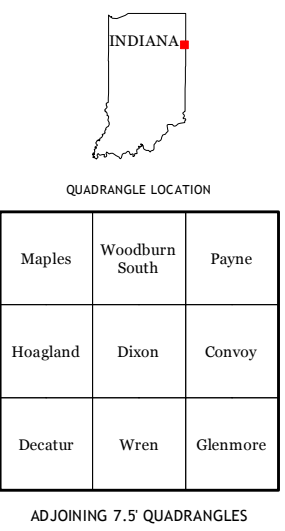 INDIANA
QUADRANGLE LOCATION
Maples
Woodburn
South
Payne
Hoagland
Dixon
Convoy
Decatur
Wren
Glenmore
ADJOINING 7.5' QUADRANGLES